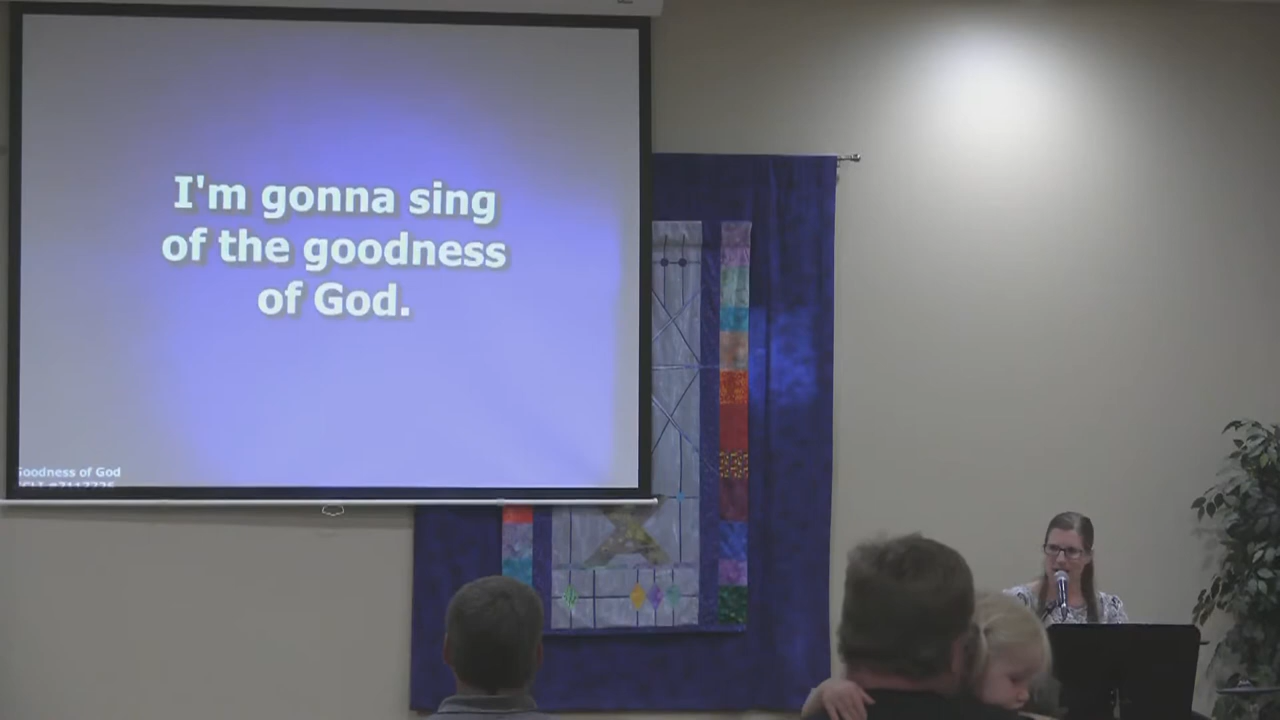 I'm gonna sing
of the goodness
of God.
Goodness of God